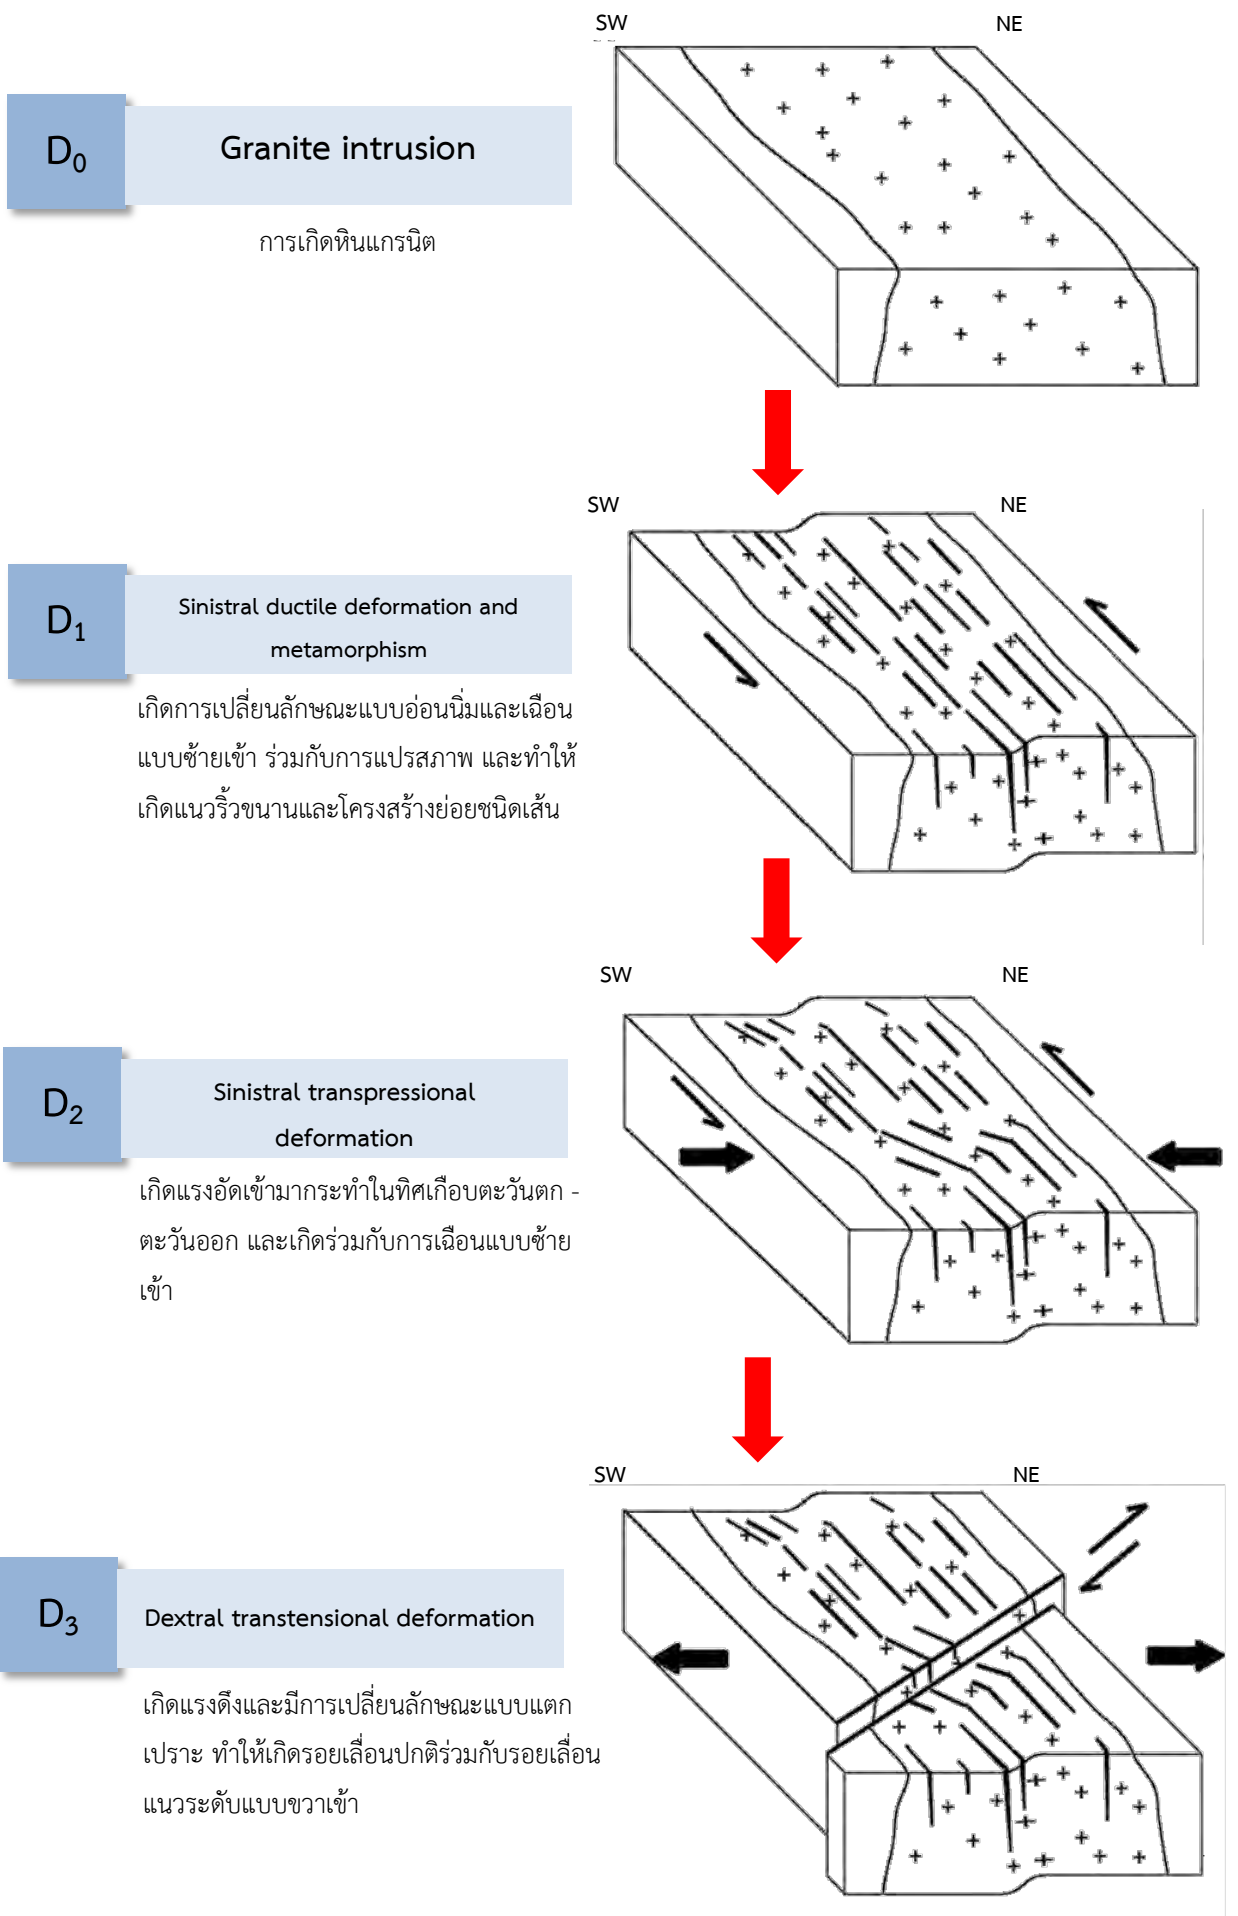 SW
NE
D₀
Granite intrusion
การเกิดหินแกรนิต
SW
NE
D₁
Sinistral ductile deformation and
metamorphism
เกิดการเปลี่ยนลักษณะแบบอ่อนนิ่มและเฉือน
แบบซ้ายเข้า ร่วมกับการแปรสภาพ และทำให้
เกิดแนวริ้วขนานและโครงสร้างย่อยชนิดเส้น
SW
NE
D₂
Sinistral transpressional
deformation
เกิดแรงอัดเข้ามากระทำในทิศเกือบตะวันตก -
ตะวันออก และเกิดร่วมกับการเฉือนแบบซ้าย
เข้า
SW
NE
D₃
Dextral transtensional deformation
เกิดแรงดึงและมีการเปลี่ยนลักษณะแบบแตก
เปราะ ทำให้เกิดรอยเลื่อนปกติร่วมกับรอยเลื่อน
แนวระดับแบบขวาเข้า